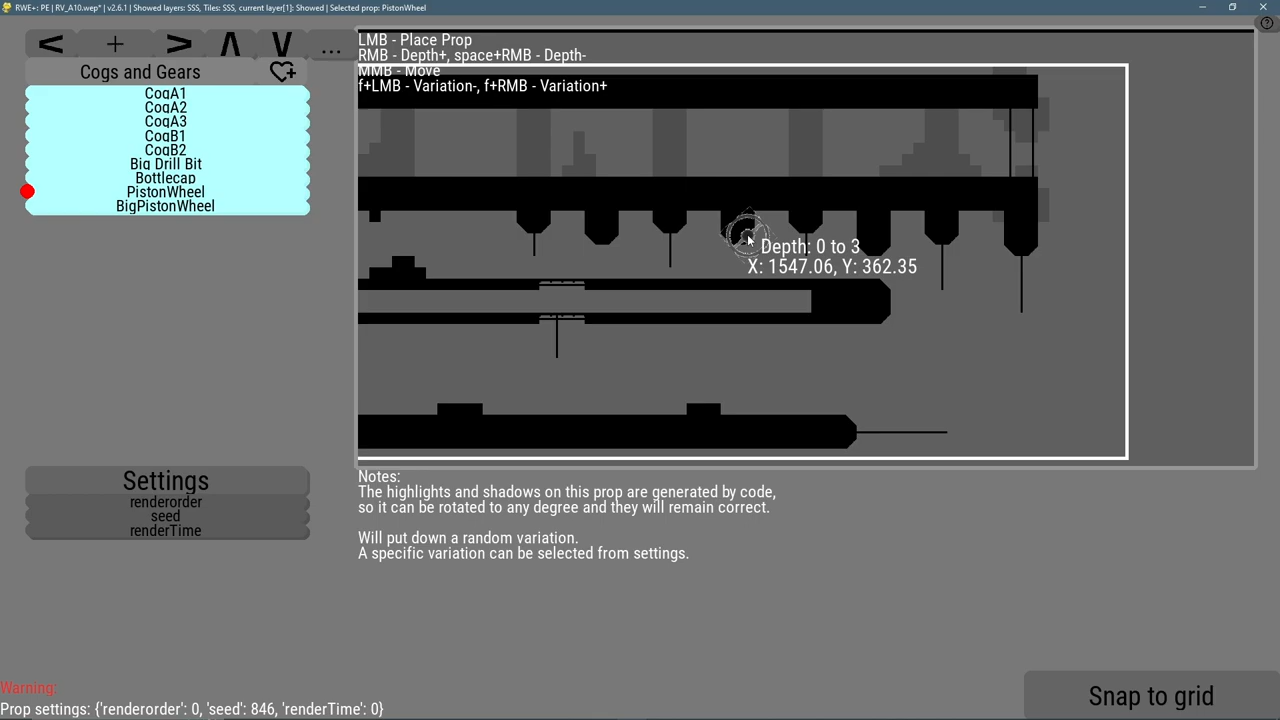 RWE+: PE | RV_A10.wep* | v2.6.1 | Showed layers: SSS, Tiles: SSS, current layer[1]: Showed | Selected prop: PistonWheel
< + > Λ V ...
Cogs and Gears
CogA1
CogA2
CogA3
CogB1
CogB2
Big Drill Bit
Bottlecap
PistonWheel
BigPistonWheel
LMB - Place Prop
RMB - Depth+, space+RMB - Depth-
MMB - Move
f+LMB - Variation-, f+RMB - Variation+
Depth: 0 to 3
X: 1547.06, Y: 362.35
Settings
renderorder
seed
renderTime
Notes:
The highlights and shadows on this prop are generated by code,
so it can be rotated to any degree and they will remain correct.
Will put down a random variation.
A specific variation can be selected from settings.
Warning:
Prop settings: {'renderorder': 0, 'seed': 846, 'renderTime': 0}
Snap to grid